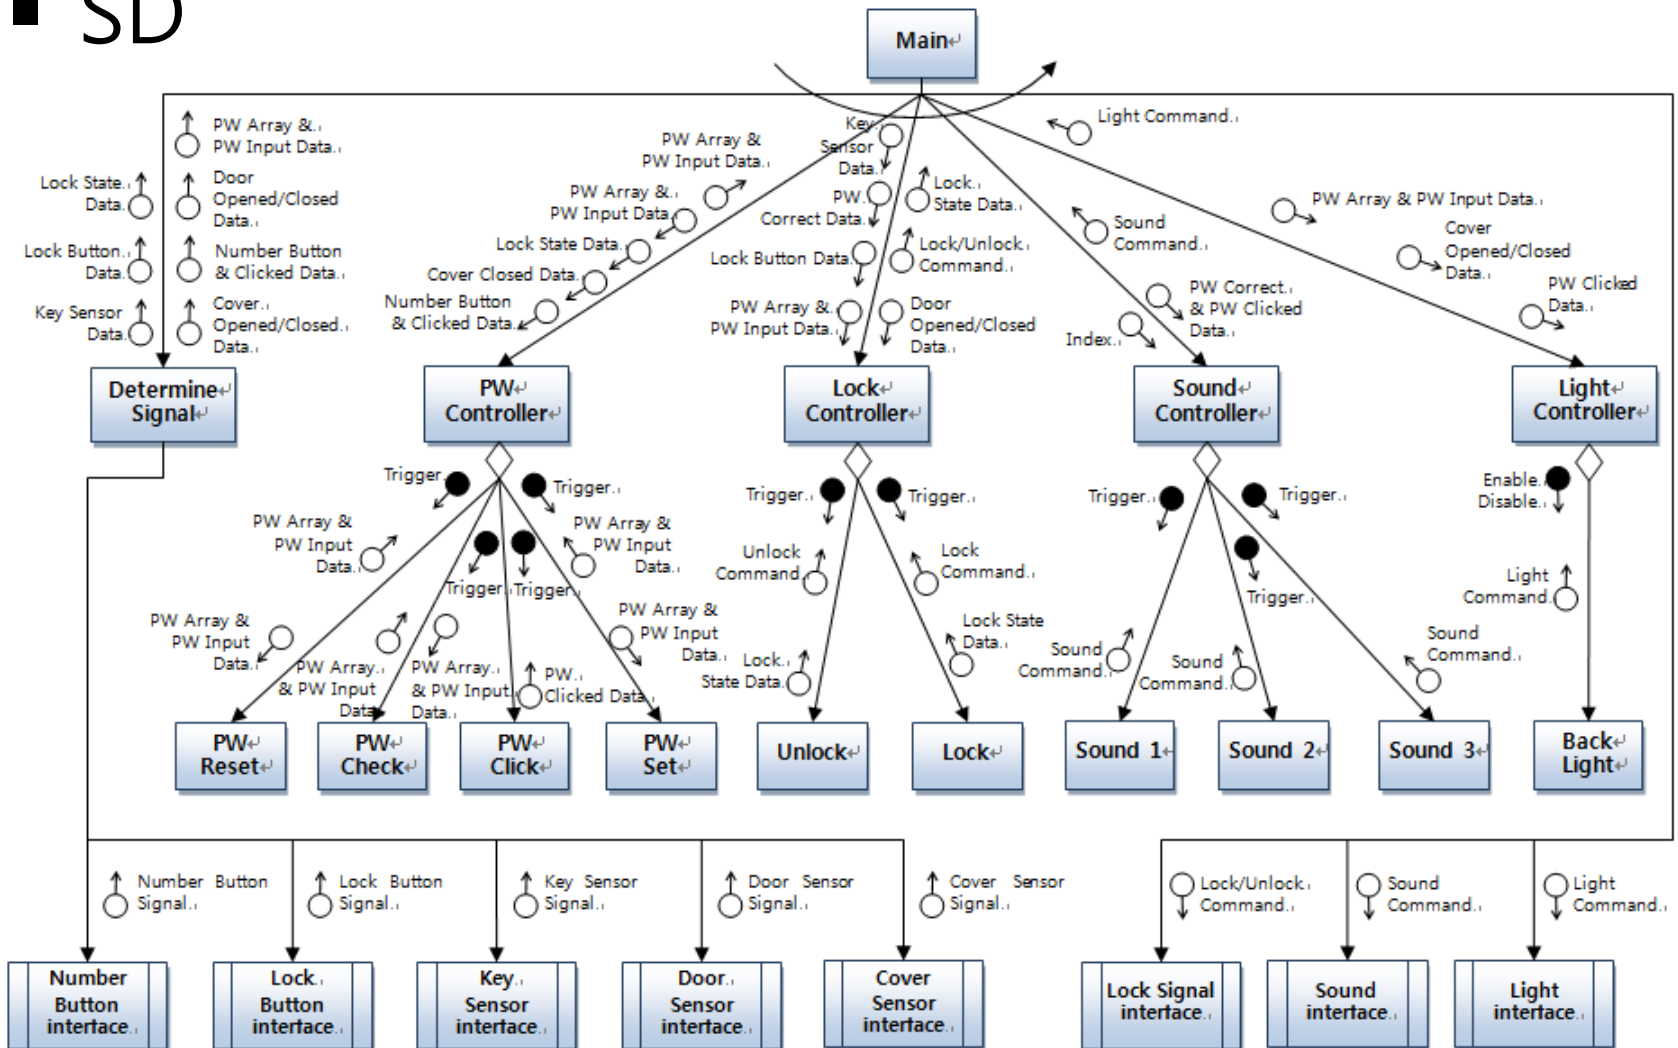 SD
Main
PW Array &
PW Input Data.
Lock State.
Data.
Door
Opened/Closed
Data.
Lock Button.
Data.
Number Button
& Clicked Data.
Key Sensor
Data.
Cover.
Opened/Closed.
Data.
PW Array &
PW Input Data.
PW Array &.
PW Input Data.
Lock State Data.
Cover Closed Data.
Number Button
& Clicked Data.
Key.
Sensor
Data.
PW.
Correct Data.
Lock Button Data.
PW Array &.
PW Input Data.
Lock.
State Data.
Lock/Unlock.
Command.
Door
Opened/Closed
Data.
Light Command.
Sound
Command.
PW Correct.
& PW Clicked
Data.
Index.
PW Array & PW Input Data.
Cover
Opened/Closed
Data.
PW Clicked
Data.
Determine
Signal
PW
Controller
Lock
Controller
Sound
Controller
Light
Controller
Trigger.
Trigger.
PW Array &
PW Input
Data.
PW Array &
PW Input
Data.
Trigger.
Trigger.
PW Array &
PW Input
Data.
PW Array.
& PW Input
Data.
PW Array.
& PW Input.
Data.
PW.
Clicked Data.
PW Array &
PW Input
Data.
Trigger.
Trigger.
Unlock
Command.
Lock
Command.
Lock.
State Data.
Lock State
Data.
Trigger.
Trigger.
Trigger.
Sound
Command.
Sound
Command.
Sound
Command.
Enable.
Disable.
Light
Command.
PW
Reset
PW
Check
PW
Click
PW
Set
Unlock
Lock
Sound 1
Sound 2
Sound 3
Back
Light
Number Button
Signal.
Lock Button
Signal.
Key Sensor
Signal.
Door Sensor
Signal.
Cover Sensor
Signal.
Lock/Unlock.
Command.
Sound
Command.
Light
Command.
Number
Button
interface.
Lock.
Button
interface.
Key.
Sensor
interface.
Door.
Sensor
interface.
Cover
Sensor
interface.
Lock Signal
interface.
Sound
interface.
Light
interface.